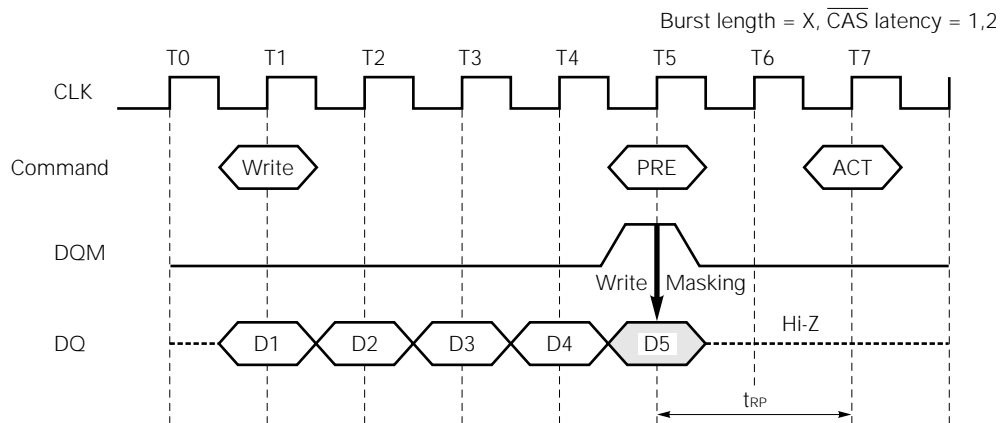 Burst length = X, CAS latency = 1,2
T0 T1 T2 T3 T4 T5 T6 T7
CLK
Command Write PRE ACT
DQM
Write Masking
Hi-Z
DQ D1 D2 D3 D4 D5
tRP